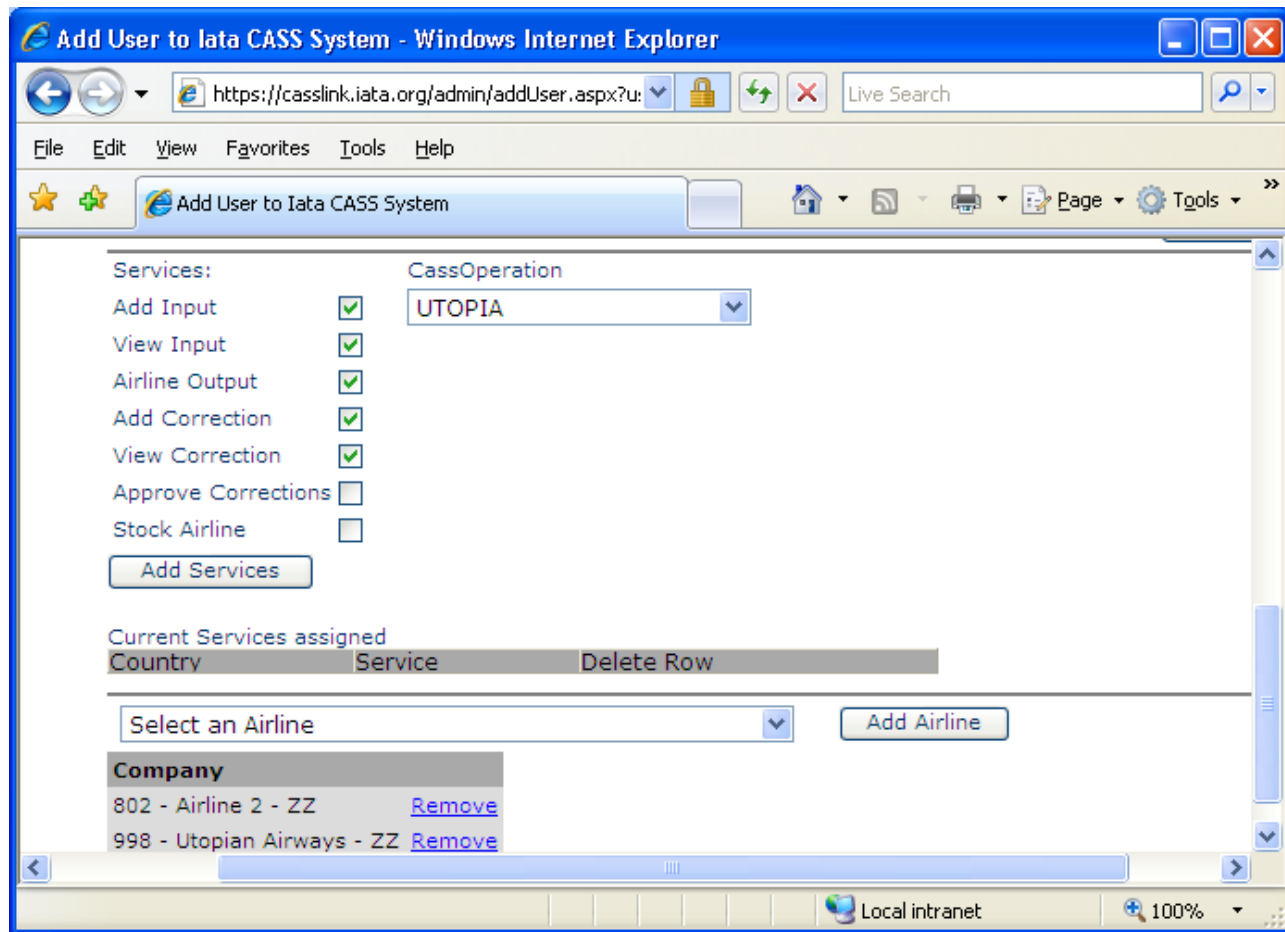 Add User to Iata CASS System - Windows Internet Explorer
https://casslink.iata.org/admin/addUser.aspx?u: Live Search
File Edit View Favorites Tools Help
Add User to Iata CASS System Page Tools »
Services: CassOperation
Add Input UTOPIA
View Input
Airline Output
Add Correction
View Correction
Approve Corrections
Stock Airline
Add Services
Current Services assigned
Country Service Delete Row
Select an Airline Add Airline
Company
802 - Airline 2 - ZZ Remove
998 - Utopian Airways - ZZ Remove
Local intranet 100%